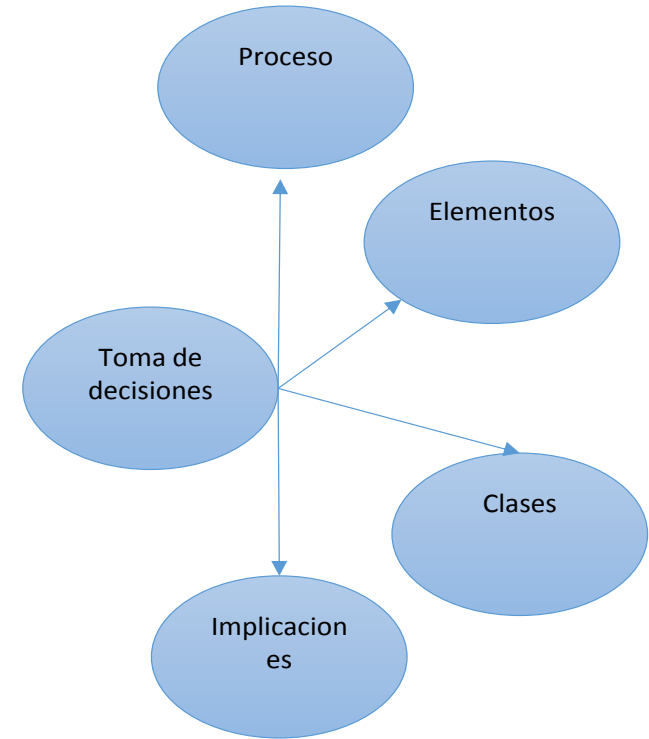 Proceso
Elementos
Toma de
decisiones
Clases
Implicacion
es